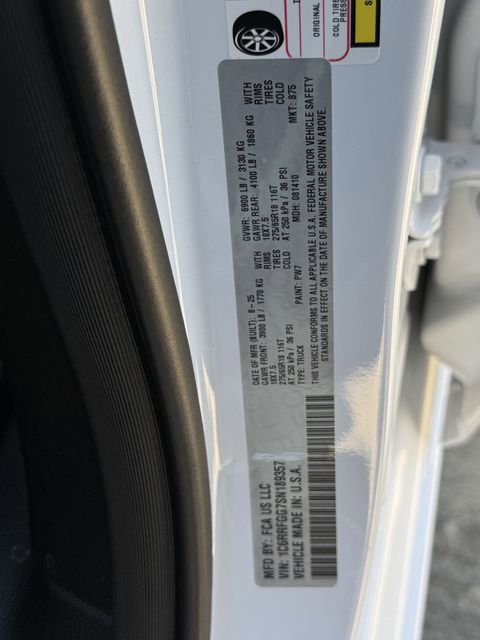 MFD BY: FCA US LLC
VIN: 1C6RRFGG7SN189357
VEHICLE MADE IN: U.S.A.
DATE OF MFR (BUILT): 8-25 GVWR: 6900 LB / 3130 KG
GAWR FRONT: 3900 LB / 1770 KG WITH GAWR REAR: 4100 LB / 1860 KG WITH
18X7.5 RIMS 18X7.5 RIMS
275/65R18 116T TIRES 275/65R18 116T TIRES
AT 250 kPa / 36 PSI COLD AT 250 kPa / 36 PSI COLD
TYPE: TRUCK PAINT: PW7 MDH: 081410 MKT: 875
THIS VEHICLE CONFORMS TO ALL APPLICABLE U.S.A. FEDERAL MOTOR VEHICLE SAFETY
STANDARDS IN EFFECT ON THE DATE OF MANUFACTURE SHOWN ABOVE.
ORIGINAL
COLD TIRE
PRESS